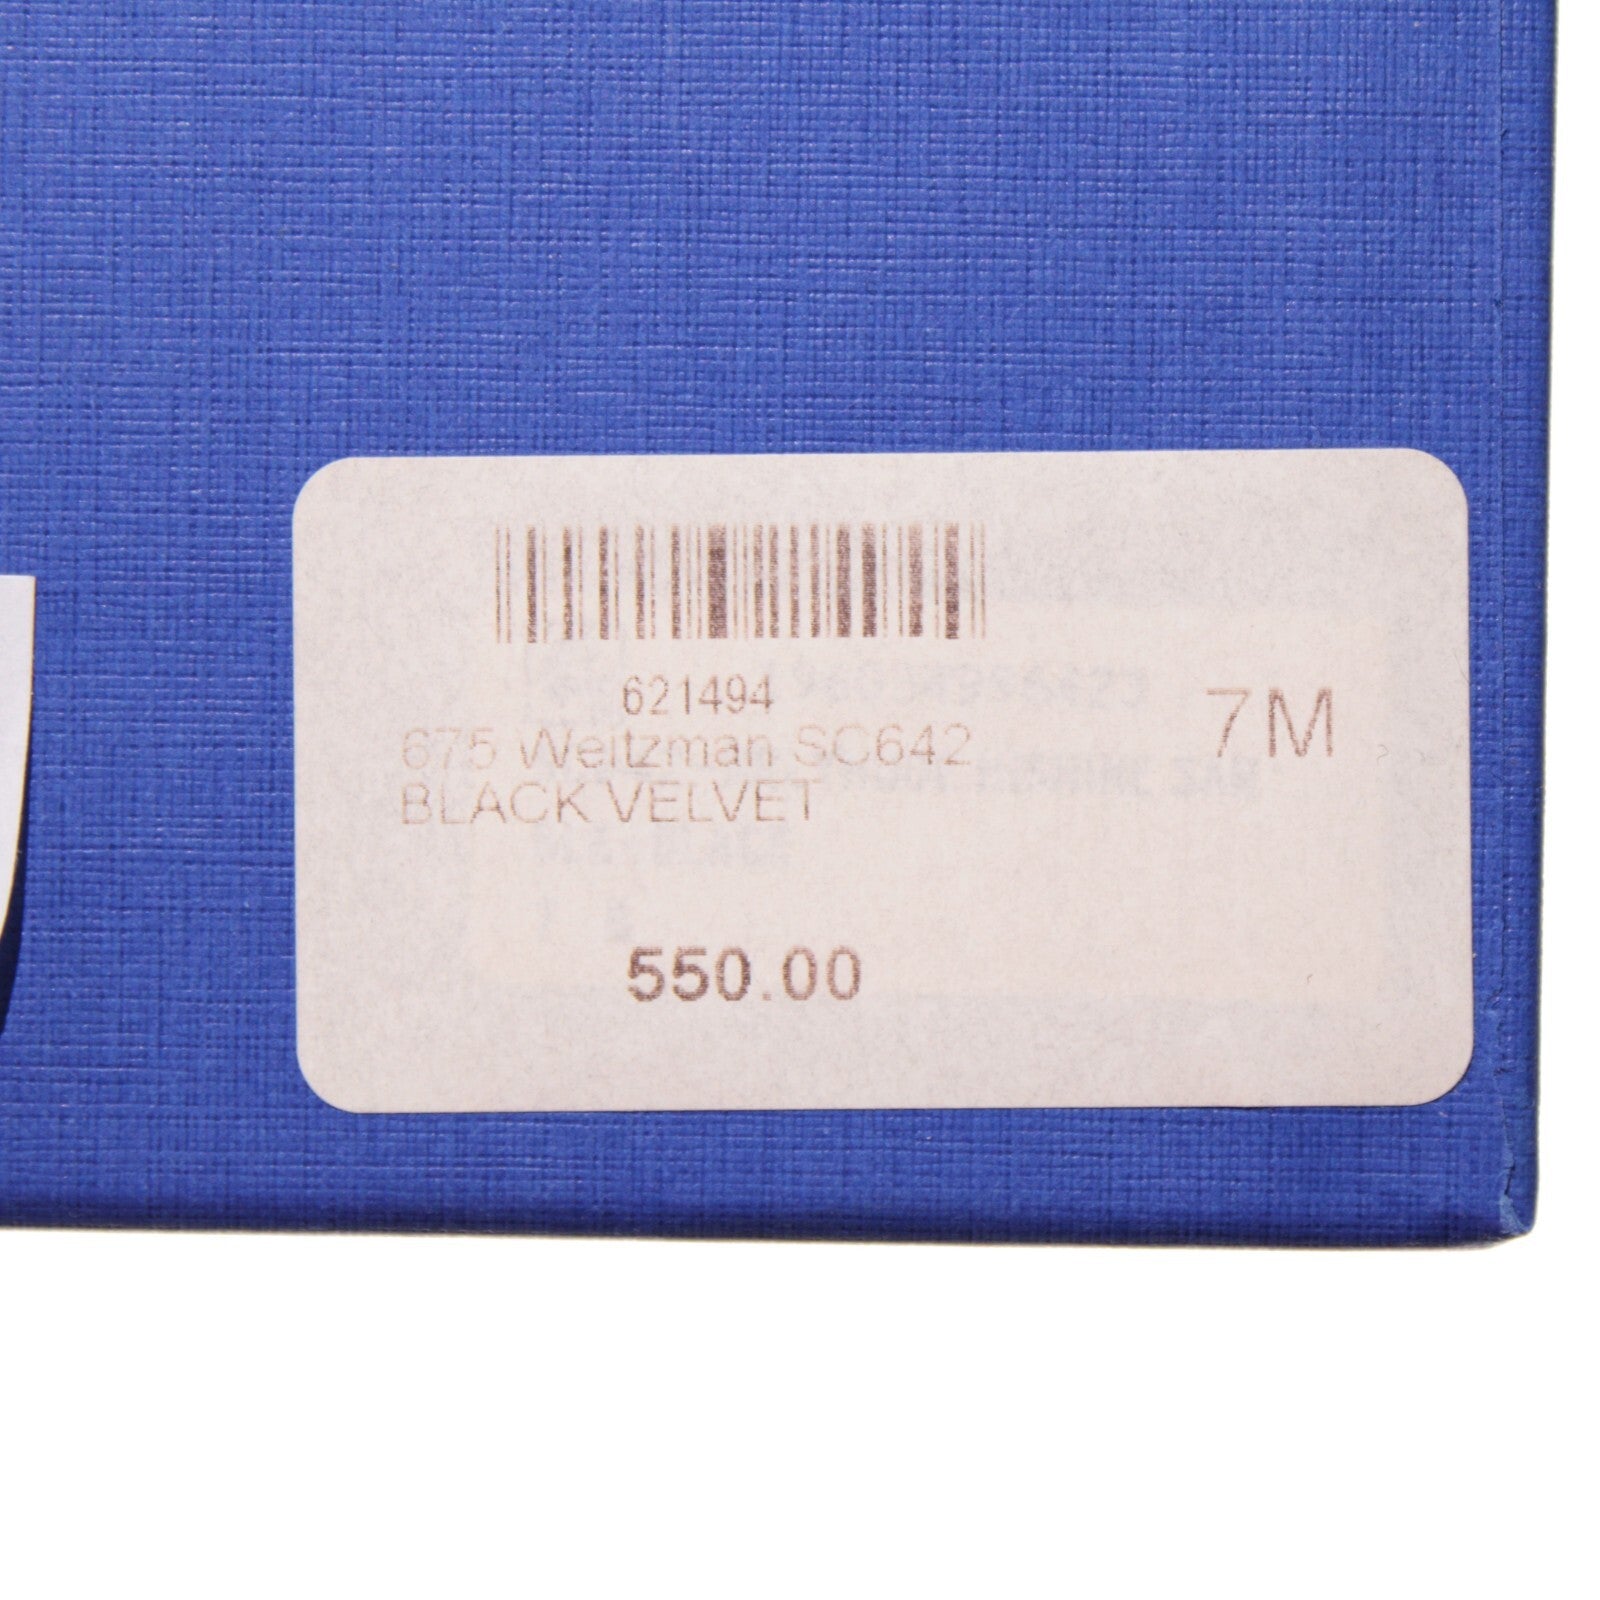 621494
675 Weitzman SC642
7M
BLACK VELVET
550.00